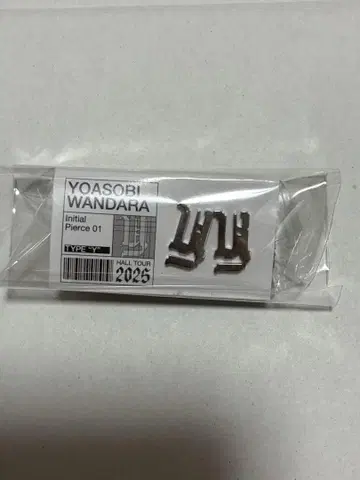 YOASOBI
WANDARA
Initial
Pierce 01
TYPE "Y"
HALL TOUR
2025
y y